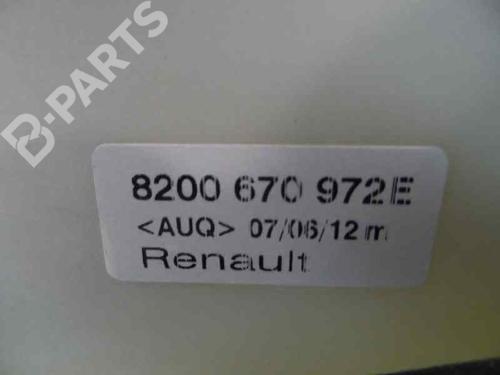 B-PARTS
8200 670 972E
<AUQ> 07/06/12 m
Renault